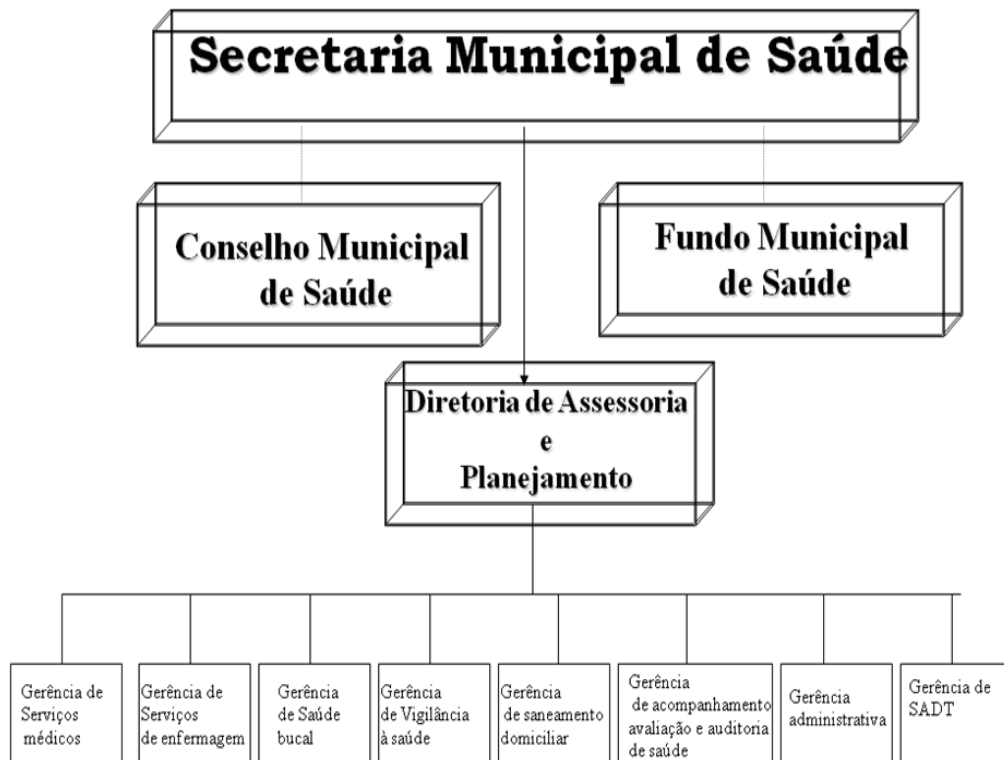 Secretaria Municipal de Saúde
Conselho Municipal
de Saúde
Fundo Municipal
de Saúde
Diretoria de Assessoria
e
Planejamento
Gerência de
Serviços
médicos
Gerência de
Serviços
de enfermagem
Gerência
de Saúde
bucal
Gerência
de Vigilância
à saúde
Gerência
de saneamento
domiciliar
Gerência
de acompanhamento
avaliação e auditoria
de saúde
Gerência
administrativa
Gerência de
SADT